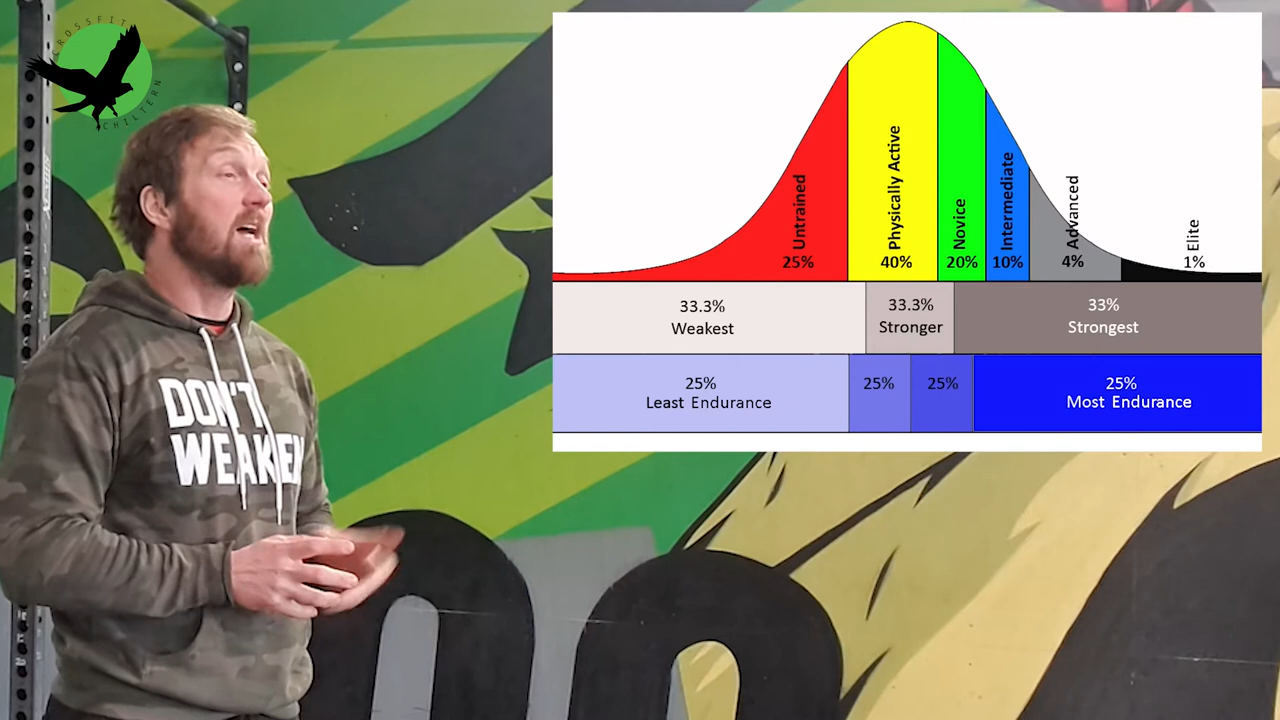 CROSSFIT
CHILTERN
DON'T
WEAKEN
Untrained
25%
Physically Active
40%
Novice
20%
Intermediate
10%
Advanced
4%
Elite
1%
33.3%
Weakest
33.3%
Stronger
33%
Strongest
25%
Least Endurance
25%
25%
25%
Most Endurance